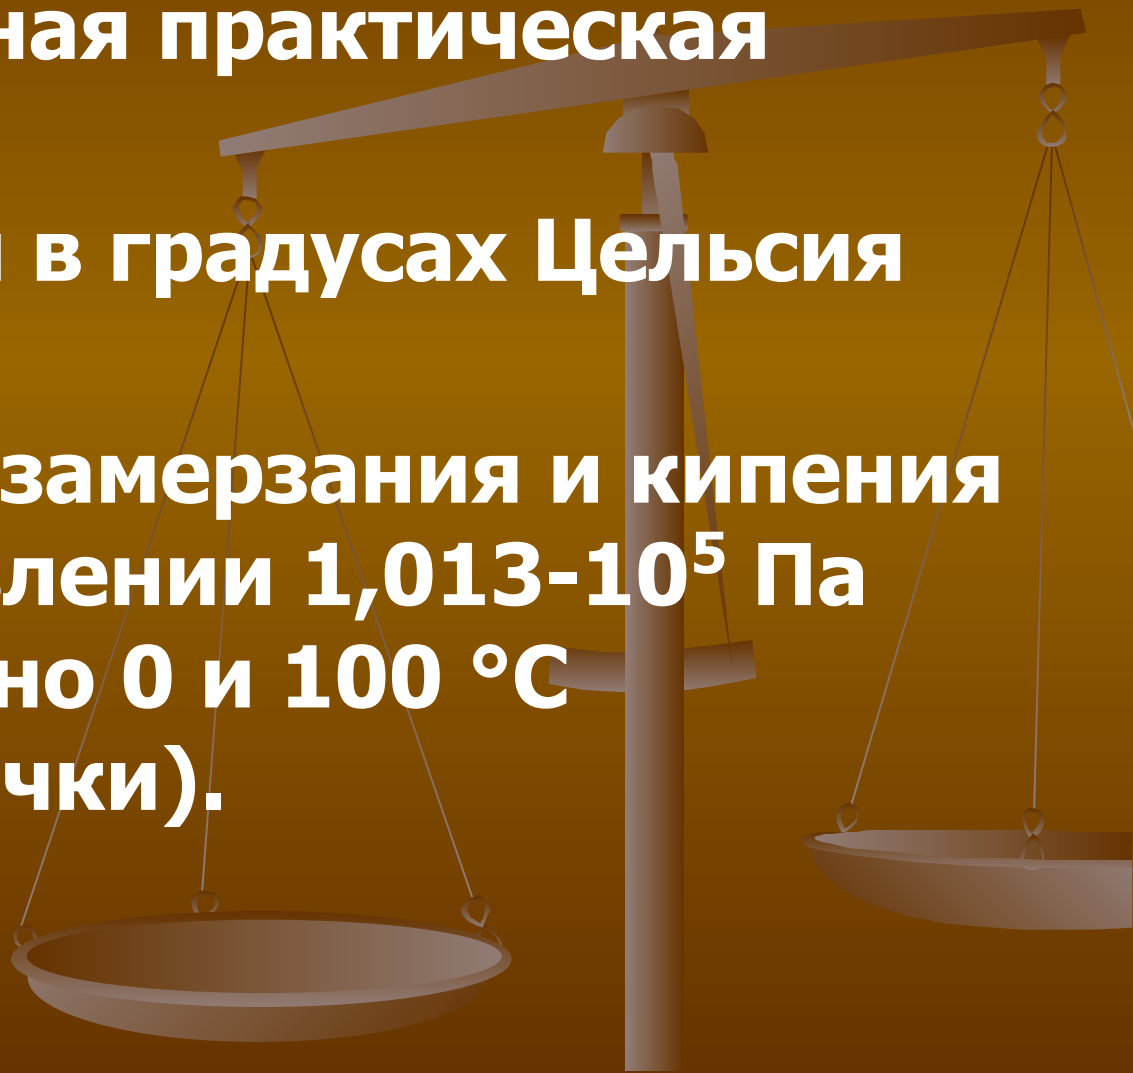 ная практическая
в градусах Цельсия
замерзания и кипения
лении 1,013-10⁵ Па
но 0 и 100 °С
чки).